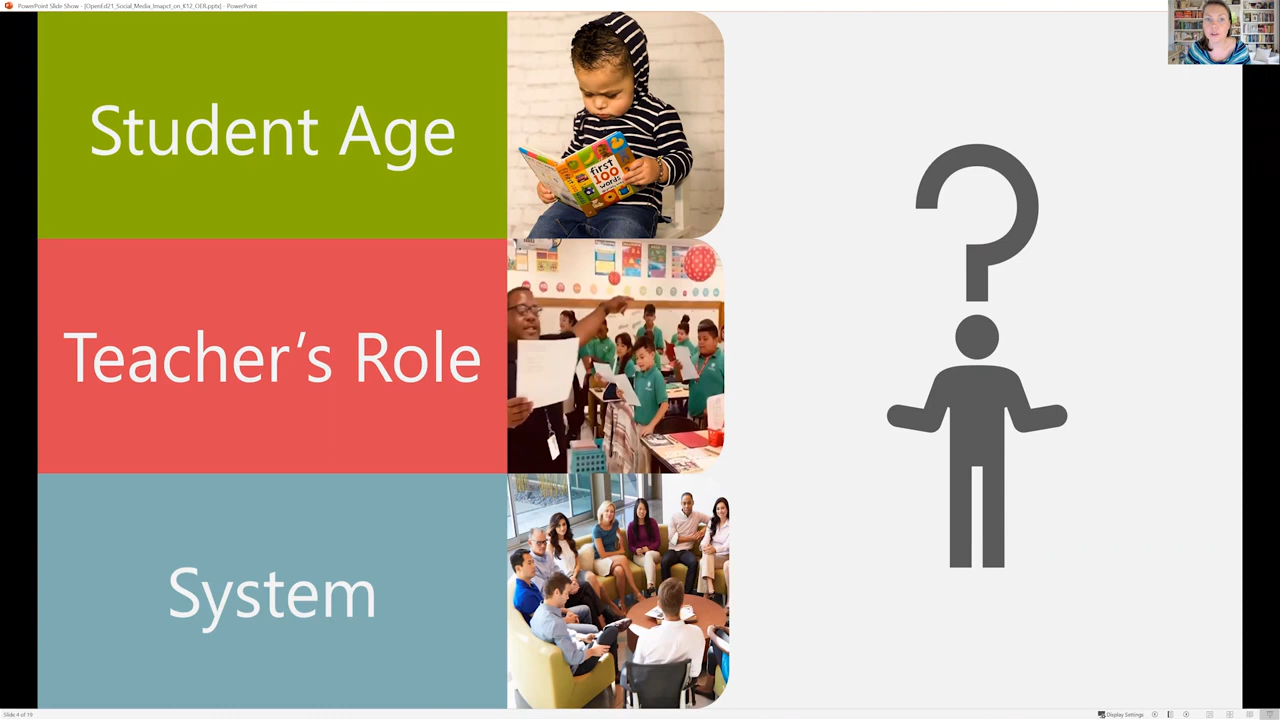 PowerPoint Slide Show - [OpenEd21_Social_Media_Imapct_on_K12_OER.pptx] - PowerPoint
Student Age
first
100
words
Teacher's Role
System
Slide 4 of 19
Display Settings